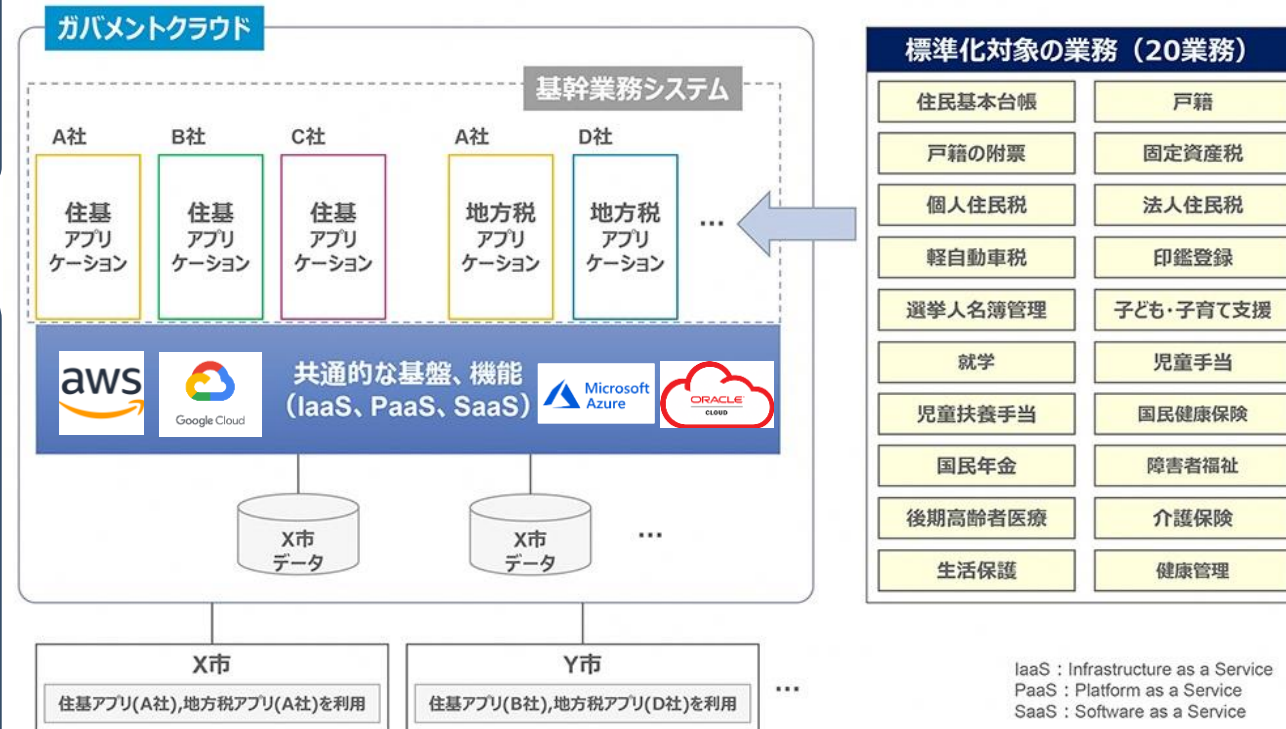 ガバメントクラウド
基幹業務システム
A社
B社
C社
A社
D社
住基
アプリ
ケーション
住基
アプリ
ケーション
住基
アプリ
ケーション
地方税
アプリ
ケーション
地方税
アプリ
ケーション
…
aws
Google Cloud
共通的な基盤、機能
（IaaS、PaaS、SaaS）
Microsoft
Azure
ORACLE
CLOUD
X市
データ
X市
データ
…
X市
住基アプリ(A社),地方税アプリ(A社)を利用
Y市
住基アプリ(B社),地方税アプリ(D社)を利用
…
標準化対象の業務（20業務）
住民基本台帳
戸籍
戸籍の附票
固定資産税
個人住民税
法人住民税
軽自動車税
印鑑登録
選挙人名簿管理
子ども・子育て支援
就学
児童手当
児童扶養手当
国民健康保険
国民年金
障害者福祉
後期高齢者医療
介護保険
生活保護
健康管理
IaaS：Infrastructure as a Service
PaaS：Platform as a Service
SaaS：Software as a Service